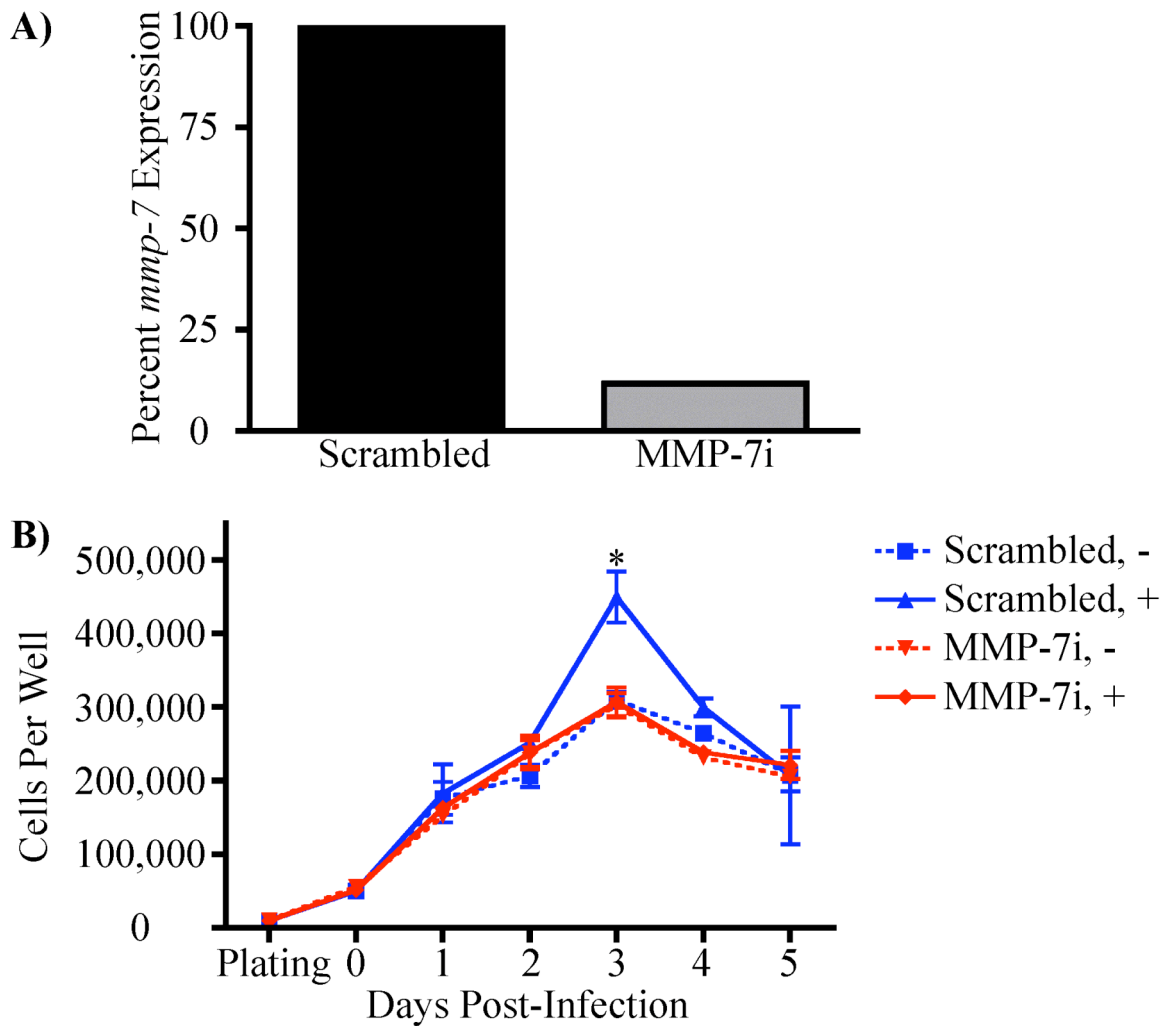 A)
Percent mmp-7 Expression
100
75
50
25
0
Scrambled
MMP-7i
B)
Cells Per Well
500,000
400,000
300,000
200,000
100,000
0
*
Plating 0 1 2 3 4 5
Days Post-Infection
Scrambled, -
Scrambled, +
MMP-7i, -
MMP-7i, +